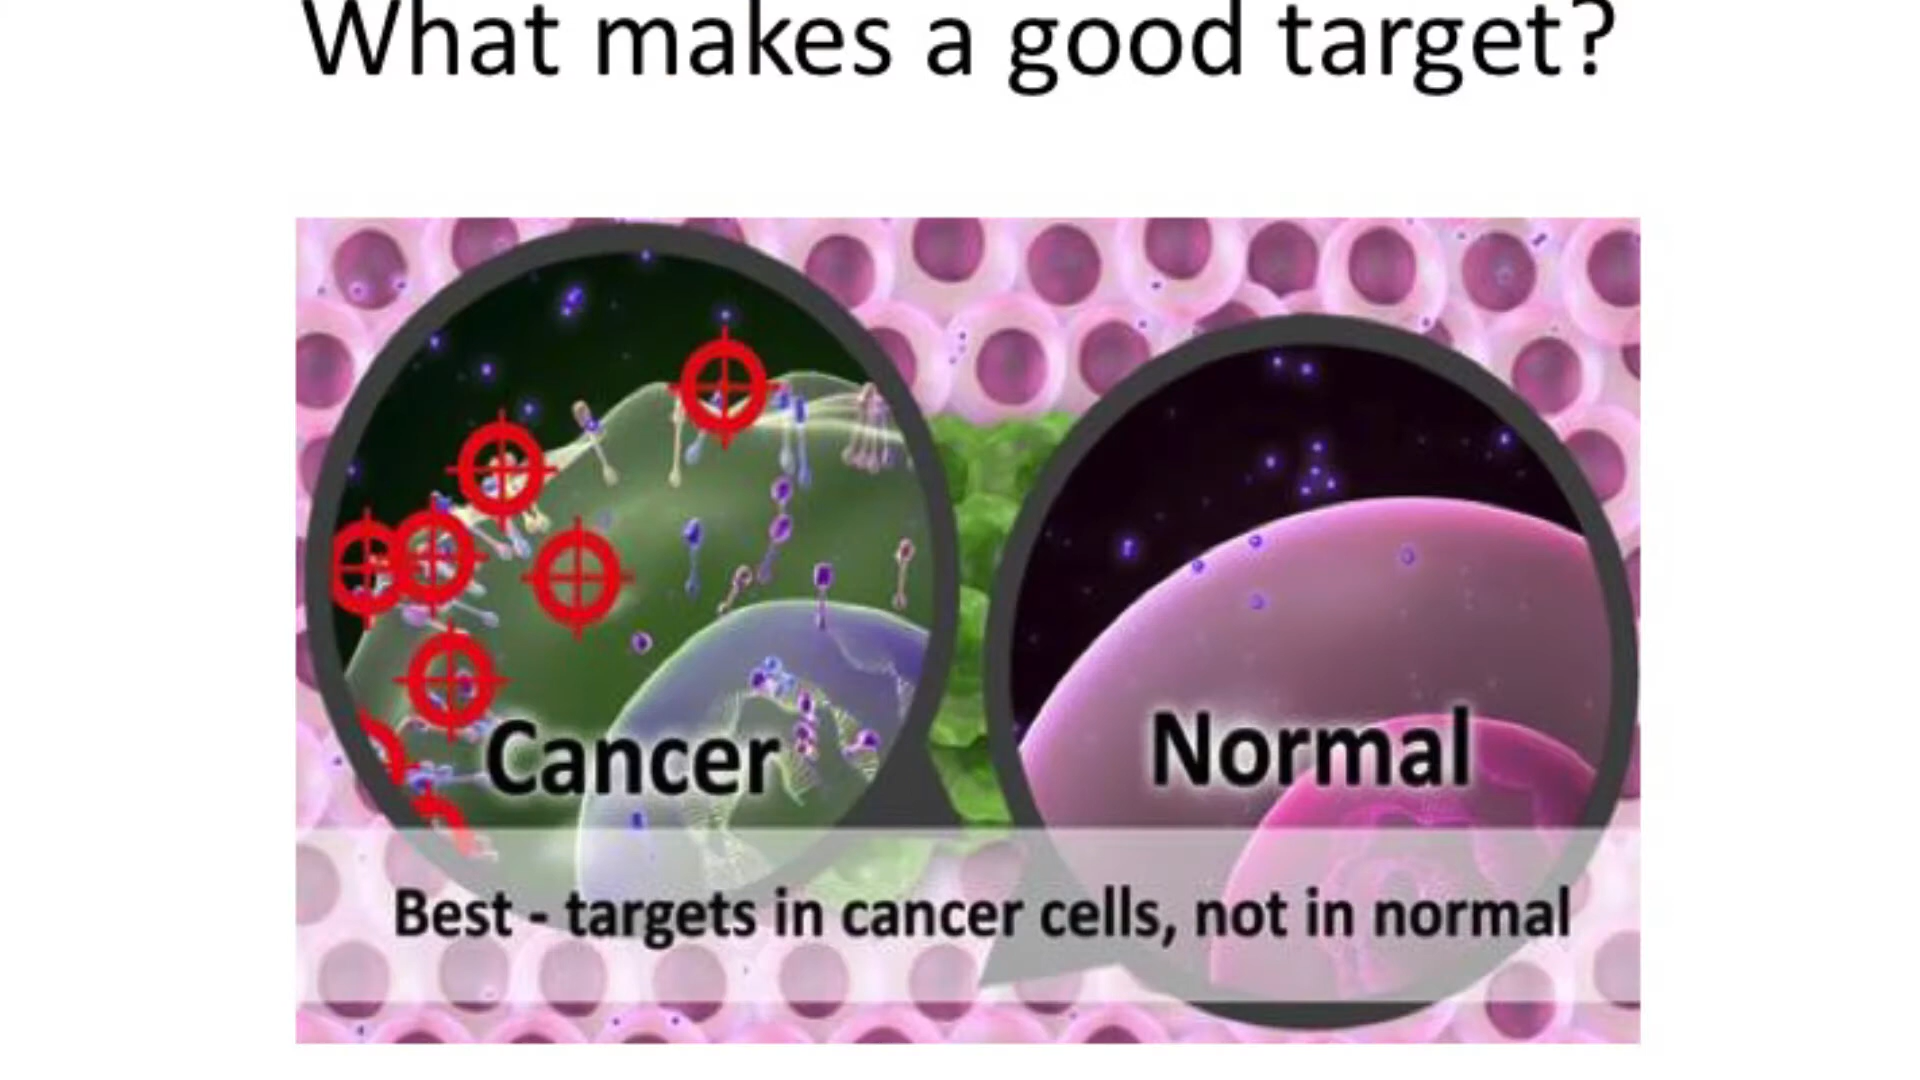 What makes a good target?
Cancer
Normal
Best - targets in cancer cells, not in normal